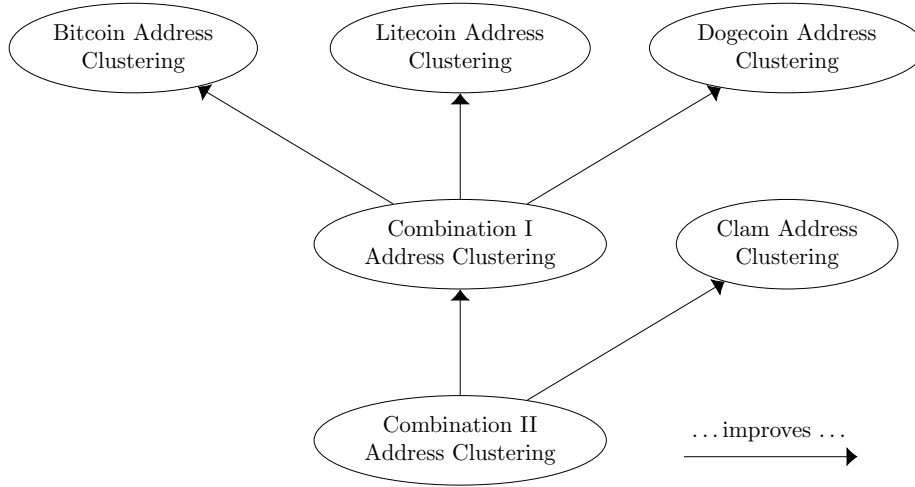 Bitcoin Address
Clustering
Litecoin Address
Clustering
Dogecoin Address
Clustering
Combination I
Address Clustering
Clam Address
Clustering
Combination II
Address Clustering
...improves ...